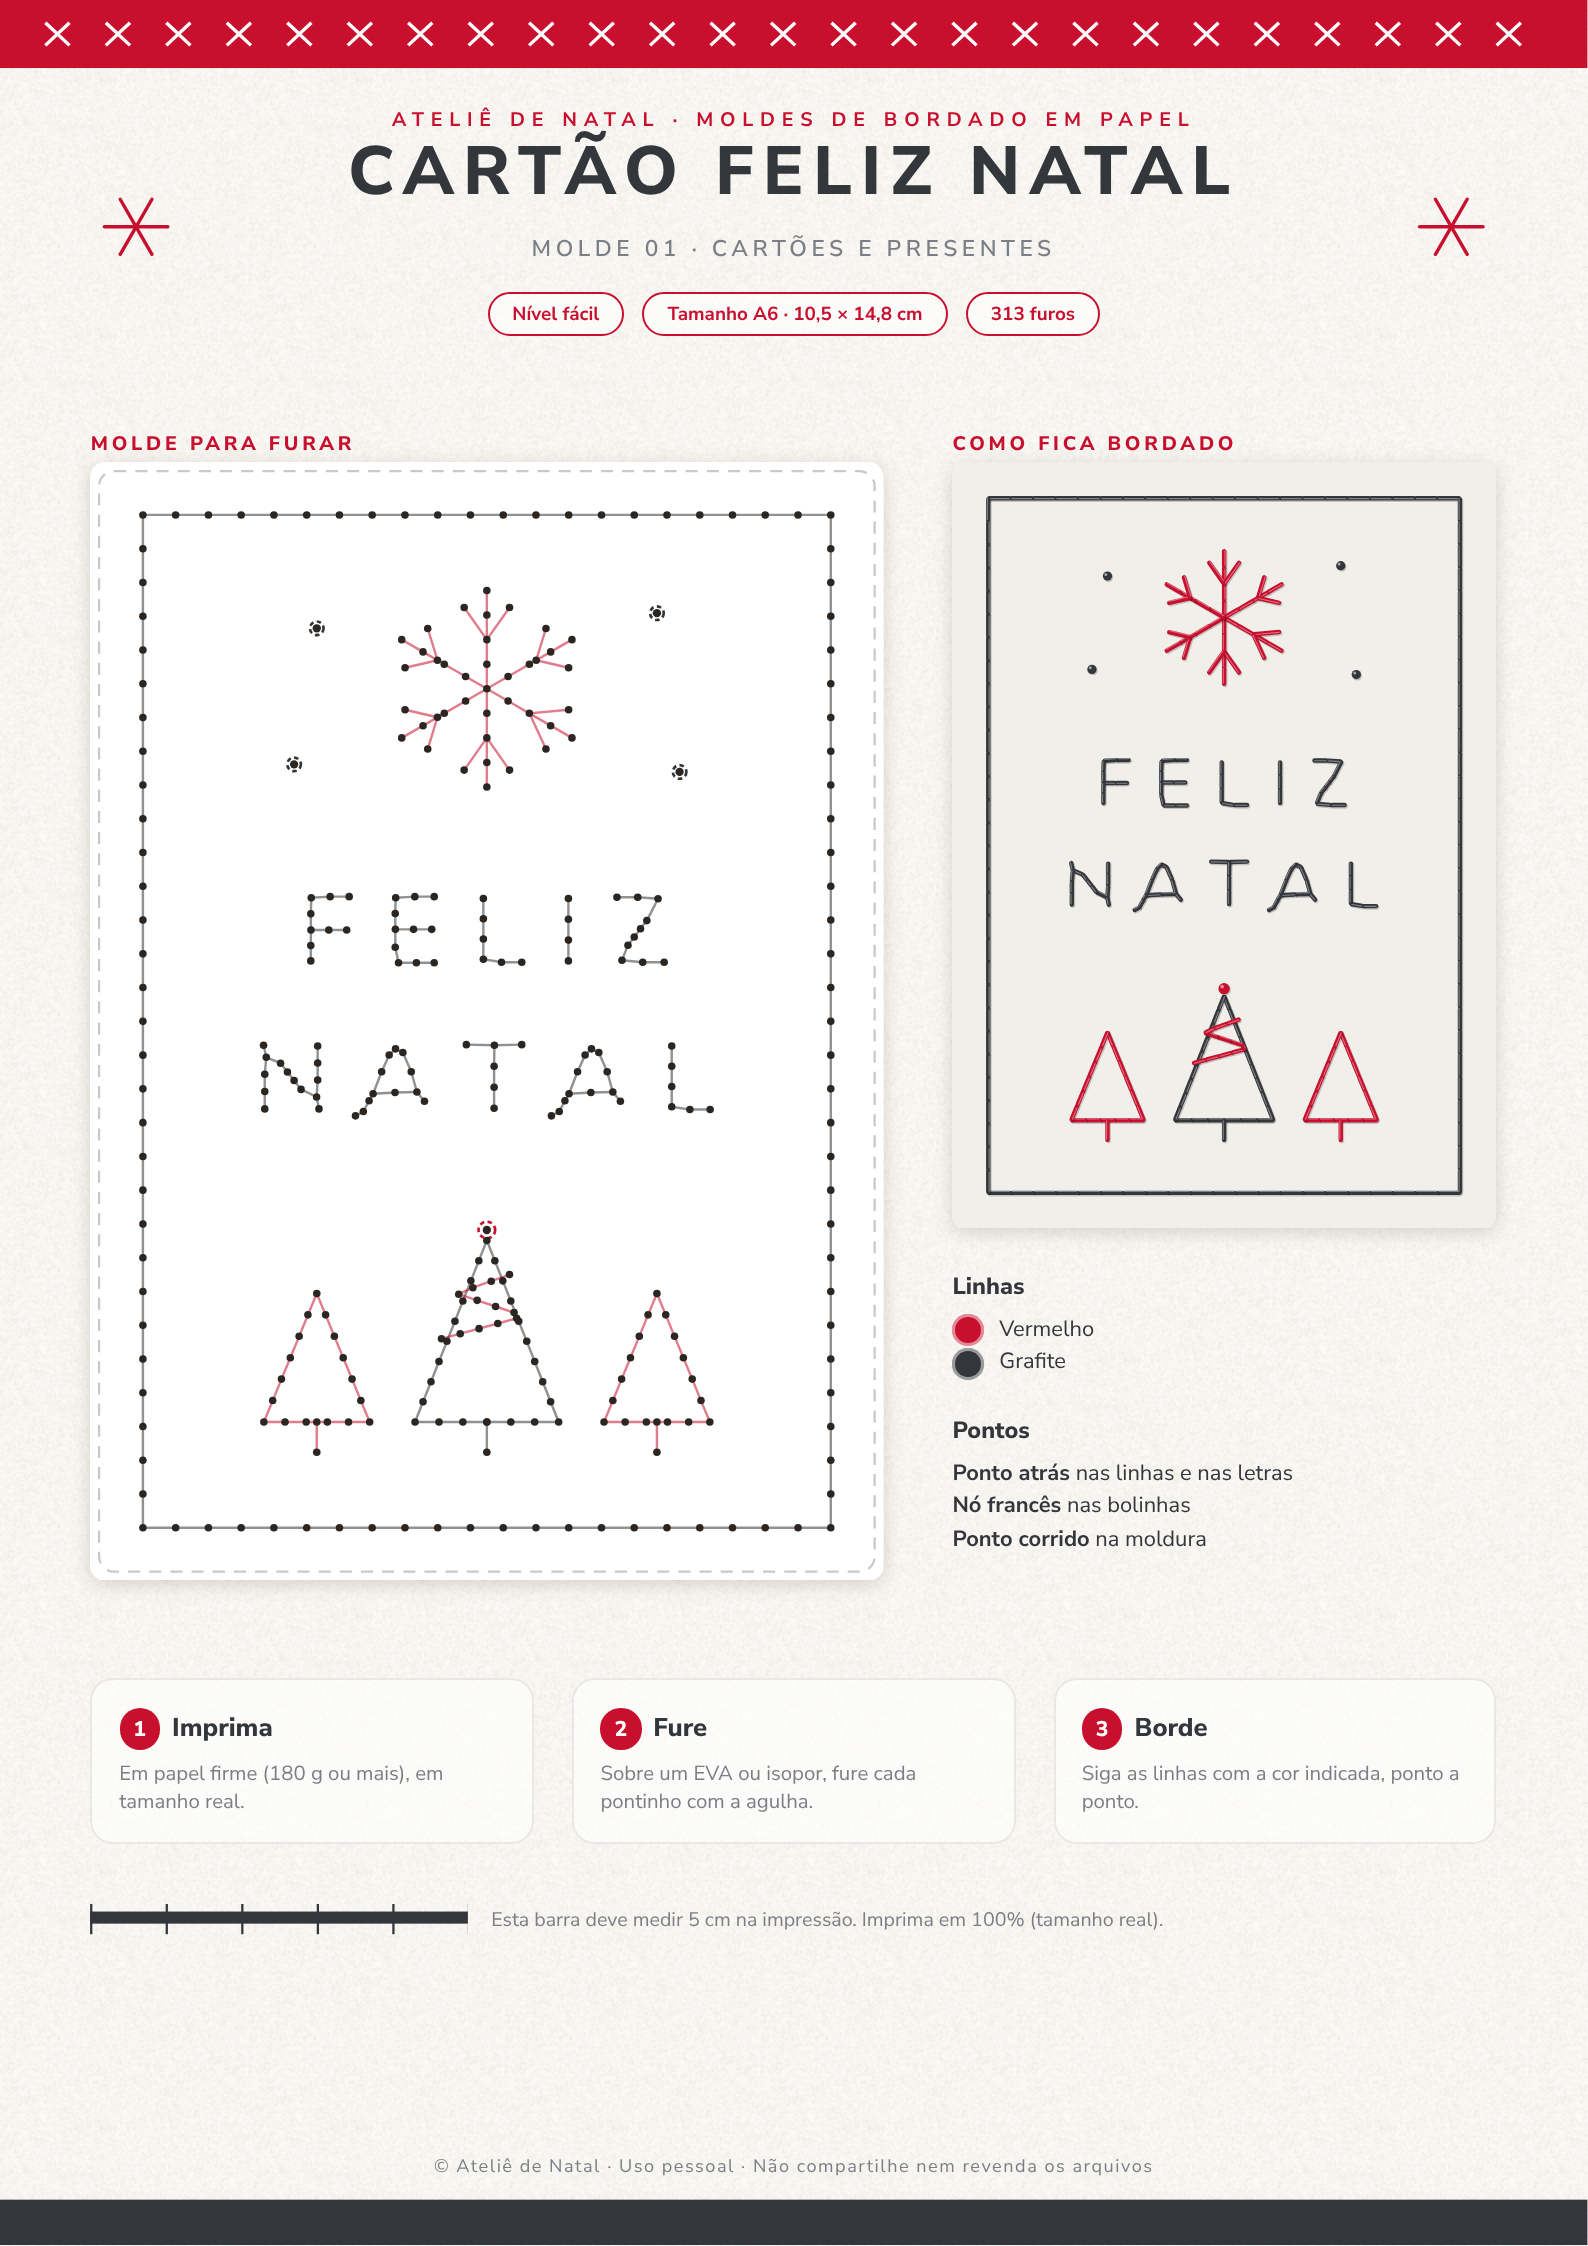 ATELIÊ DE NATAL · MOLDES DE BORDADO EM PAPEL
CARTÃO FELIZ NATAL
MOLDE 01 · CARTÕES E PRESENTES
Nível fácil
Tamanho A6 · 10,5 × 14,8 cm
313 furos
MOLDE PARA FURAR
FELIZ
NATAL
COMO FICA BORDADO
FELIZ
NATAL
Linhas
Vermelho
Grafite
Pontos
Ponto atrás nas linhas e nas letras
Nó francês nas bolinhas
Ponto corrido na moldura
1 Imprima
Em papel firme (180 g ou mais), em
tamanho real.
2 Fure
Sobre um EVA ou isopor, fure cada
pontinho com a agulha.
3 Borde
Siga as linhas com a cor indicada, ponto a
ponto.
Esta barra deve medir 5 cm na impressão. Imprima em 100% (tamanho real).
© Ateliê de Natal · Uso pessoal · Não compartilhe nem revenda os arquivos